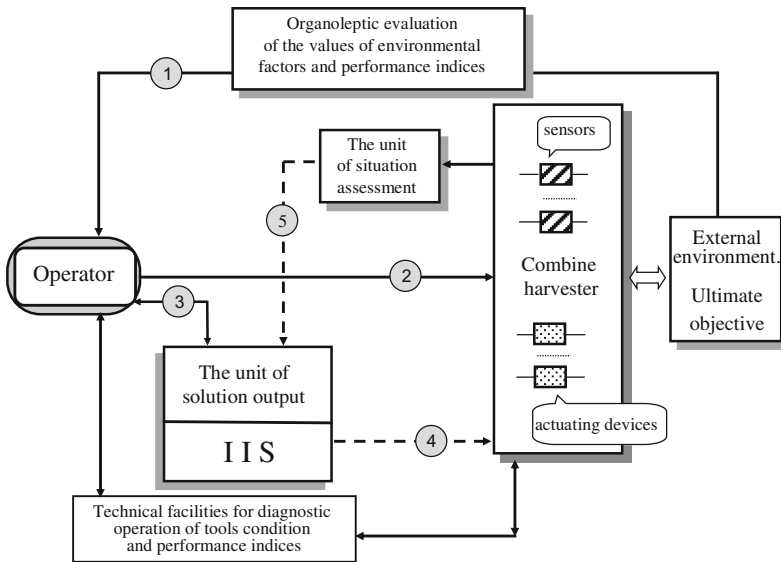 Organoleptic evaluation
of the values of environmental
factors and performance indices
1
sensors
The unit
of situation
assessment
5
Operator
2
Combine
harvester
External
environment.
Ultimate
objective
3
The unit of
solution output
I I S
4
actuating devices
Technical facilities for diagnostic
operation of tools condition
and performance indices